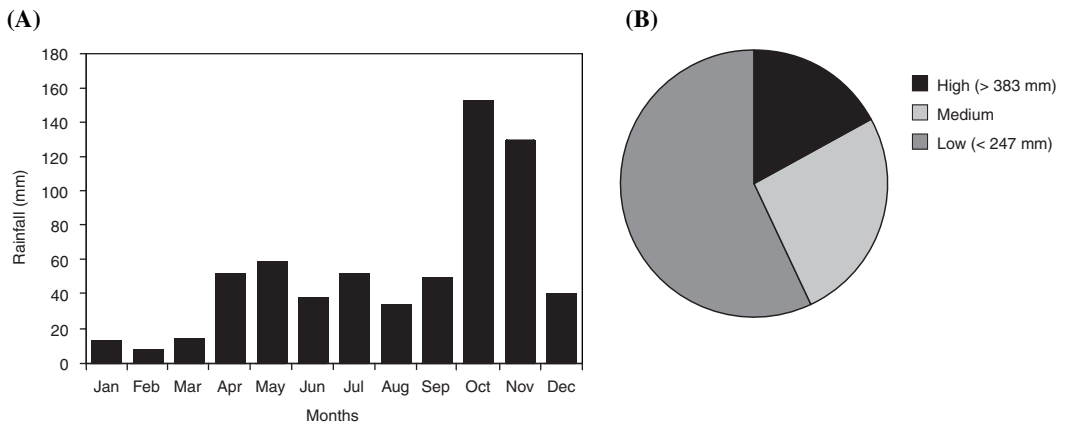 (A)
180
160
140
120
100
80
60
40
20
0
Rainfall (mm)
Jan Feb Mar Apr May Jun Jul Aug Sep Oct Nov Dec
Months
(B)
High (> 383 mm)
Medium
Low (< 247 mm)